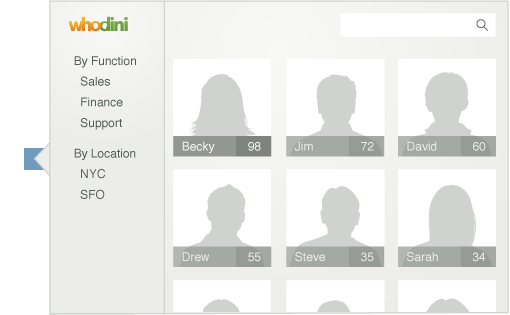 whodini
By Function
Sales
Finance
Support
By Location
NYC
SFO
Becky 98
Jim 72
David 60
Drew 55
Steve 35
Sarah 34